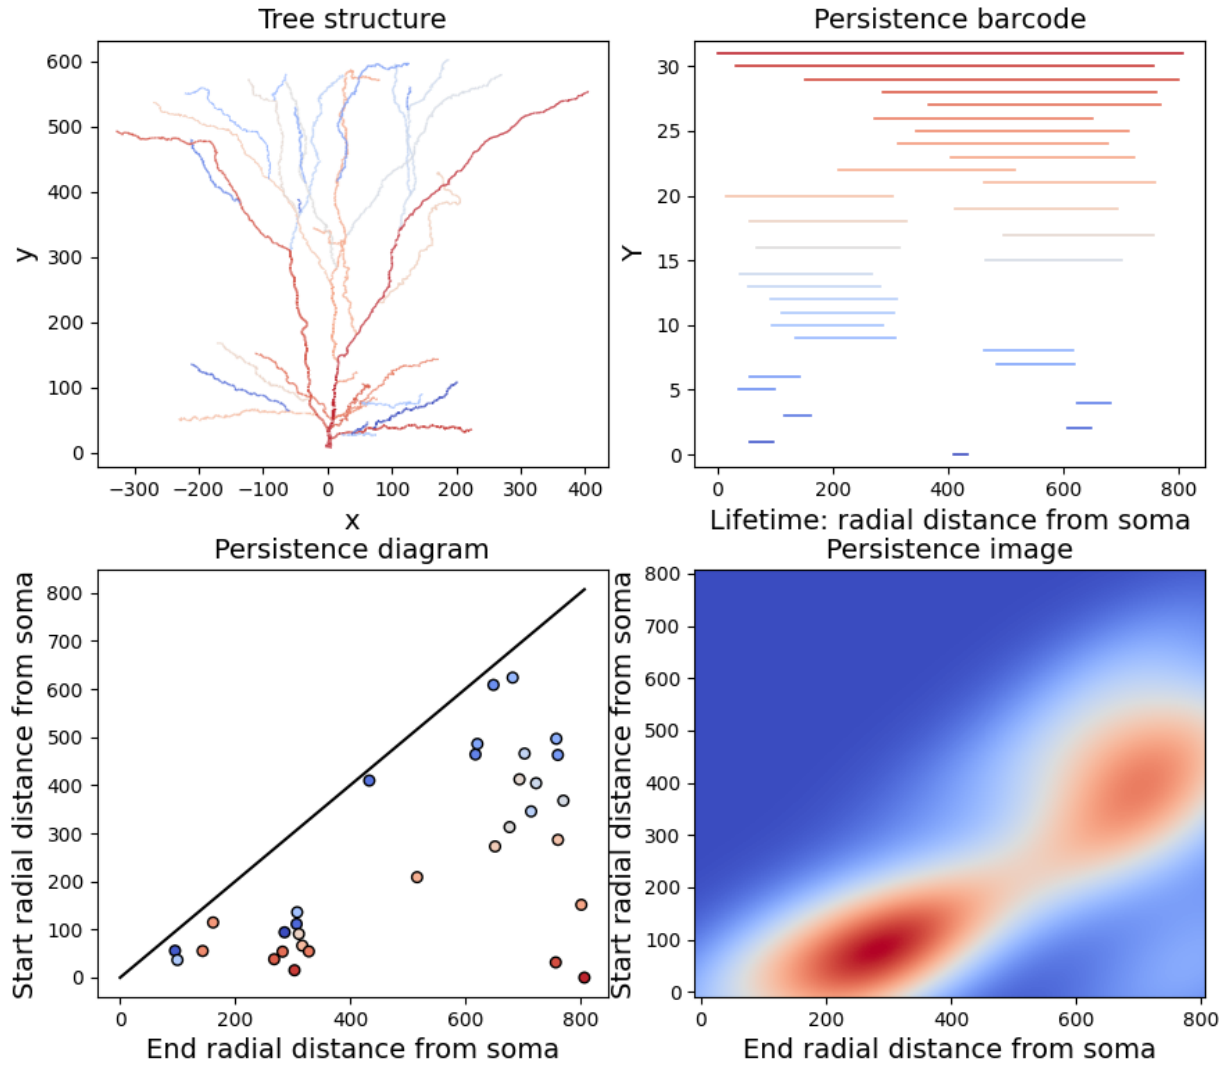 Tree structure
600
500
400
300
200
100
0
y
−300 −200 −100 0 100 200 300 400
x
Persistence barcode
30
25
20
15
10
5
0
Y
0 200 400 600 800
Lifetime: radial distance from soma
Persistence diagram
800
700
600
500
400
300
200
100
0
Start radial distance from soma
0 200 400 600 800
End radial distance from soma
Persistence image
800
700
600
500
400
300
200
100
0
Start radial distance from soma
0 200 400 600 800
End radial distance from soma